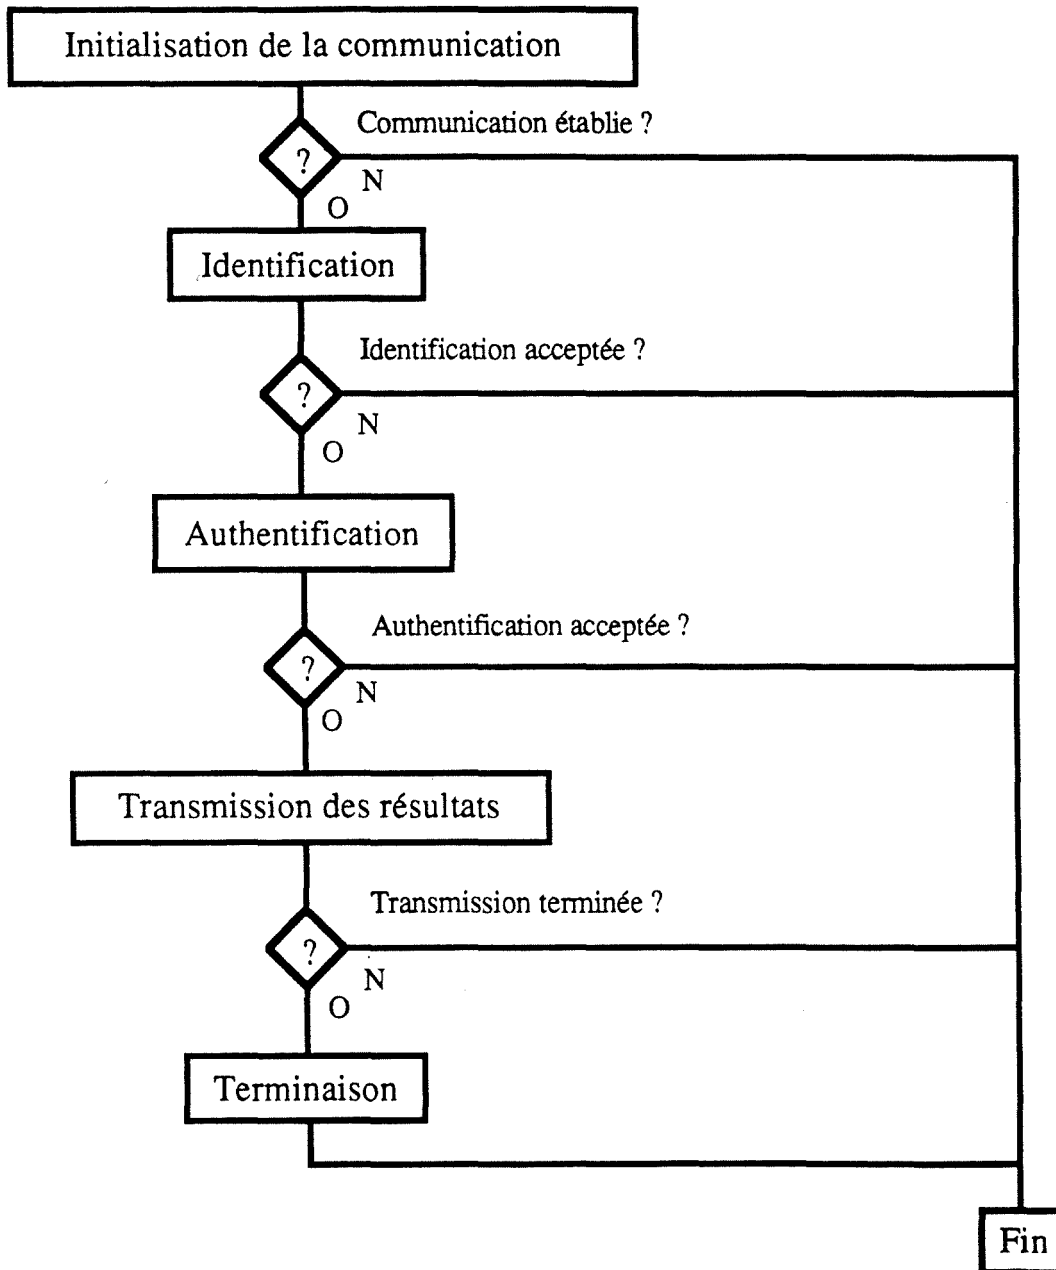 Initialisation de la communication
Communication établie ?
?
N
O
Identification
Identification acceptée ?
?
N
O
Authentification
Authentification acceptée ?
?
N
O
Transmission des résultats
Transmission terminée ?
?
N
O
Terminaison
Fin